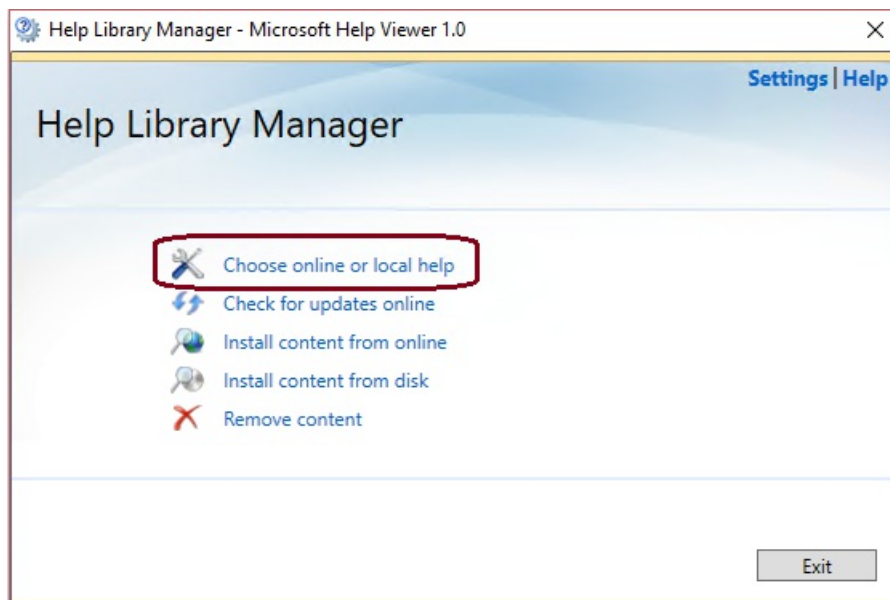 Help Library Manager - Microsoft Help Viewer 1.0
Settings | Help
Help Library Manager
Choose online or local help
Check for updates online
Install content from online
Install content from disk
Remove content
Exit